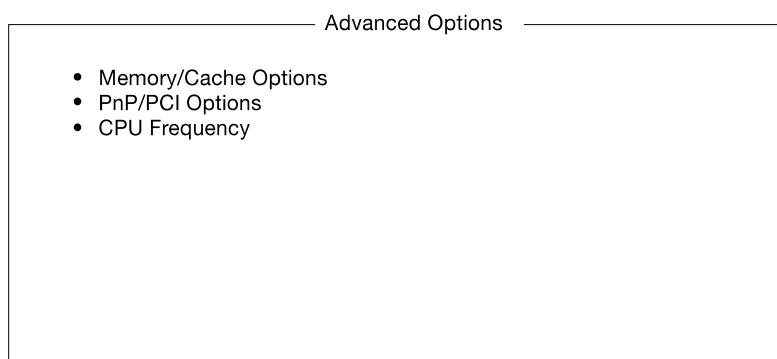 Advanced Options
• Memory/Cache Options
• PnP/PCI Options
• CPU Frequency